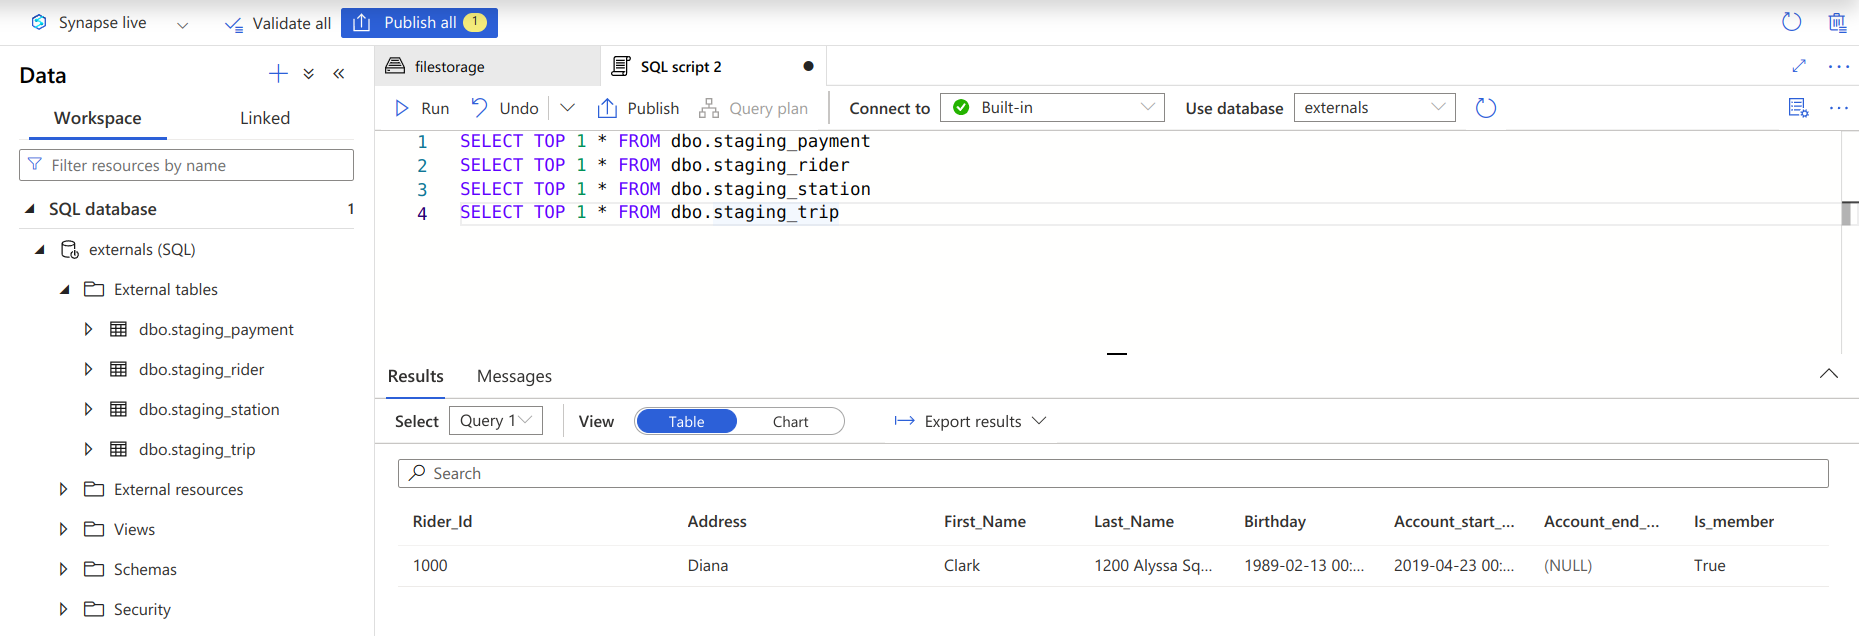 Synapse live
Validate all
Publish all 1
Data
Workspace Linked
Filter resources by name
SQL database 1
externals (SQL)
External tables
dbo.staging_payment
dbo.staging_rider
dbo.staging_station
dbo.staging_trip
External resources
Views
Schemas
Security
filestorage
SQL script 2
Run Undo Publish Query plan Connect to Built-in Use database externals
1 SELECT TOP 1 * FROM dbo.staging_payment
2 SELECT TOP 1 * FROM dbo.staging_rider
3 SELECT TOP 1 * FROM dbo.staging_station
4 SELECT TOP 1 * FROM dbo.staging_trip
Results Messages
Select Query 1 View Table Chart Export results
Search
Rider_Id Address First_Name Last_Name Birthday Account_start_... Account_end_... Is_member
1000 Diana Clark 1200 Alyssa Sq... 1989-02-13 00:... 2019-04-23 00:... (NULL) True